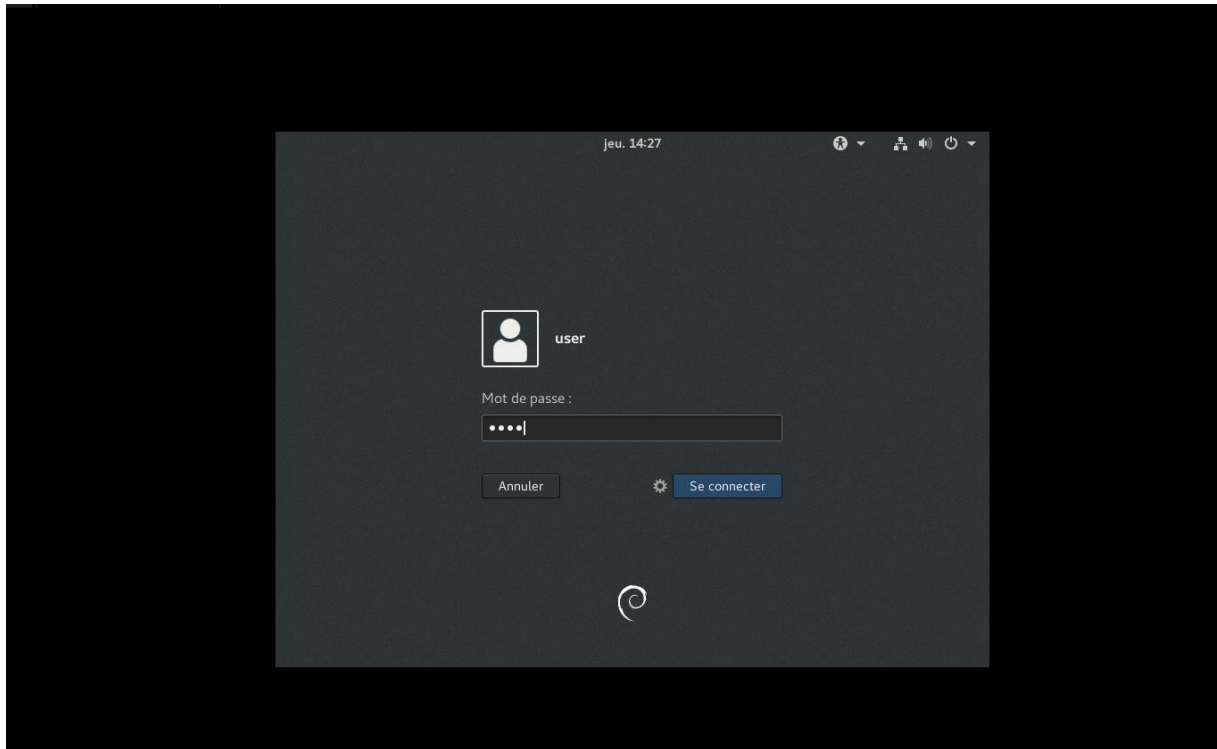 jeu. 14:27
user
Mot de passe :
••••
Annuler
Se connecter